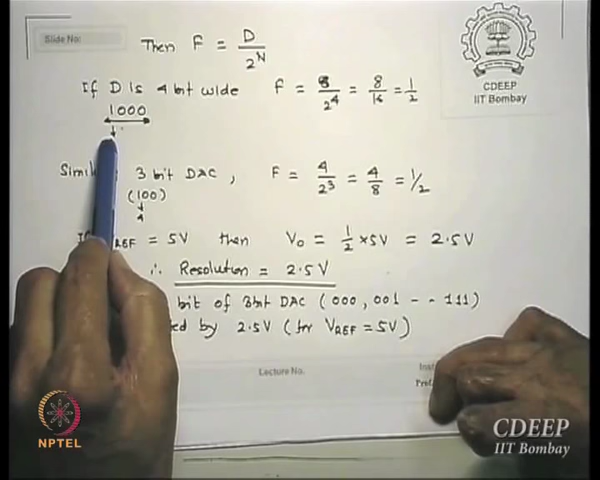 Slide No:
CDEEP
IIT Bombay
Then F = D/2^N
If D is 4 bit wide F = 8/2^4 = 8/16 = 1/2
1000
3 bit DAC, F = 4/2^3 = 4/8 = 1/2
(100)
4
= 5V then V₀ = 1/2 × 5V = 2.5V
∴ Resolution = 2.5V
bit of 3bit DAC (000, 001 -- 111)
by 2.5V (for VREF = 5V)
Lecture No.
NPTEL
CDEEP
IIT Bombay